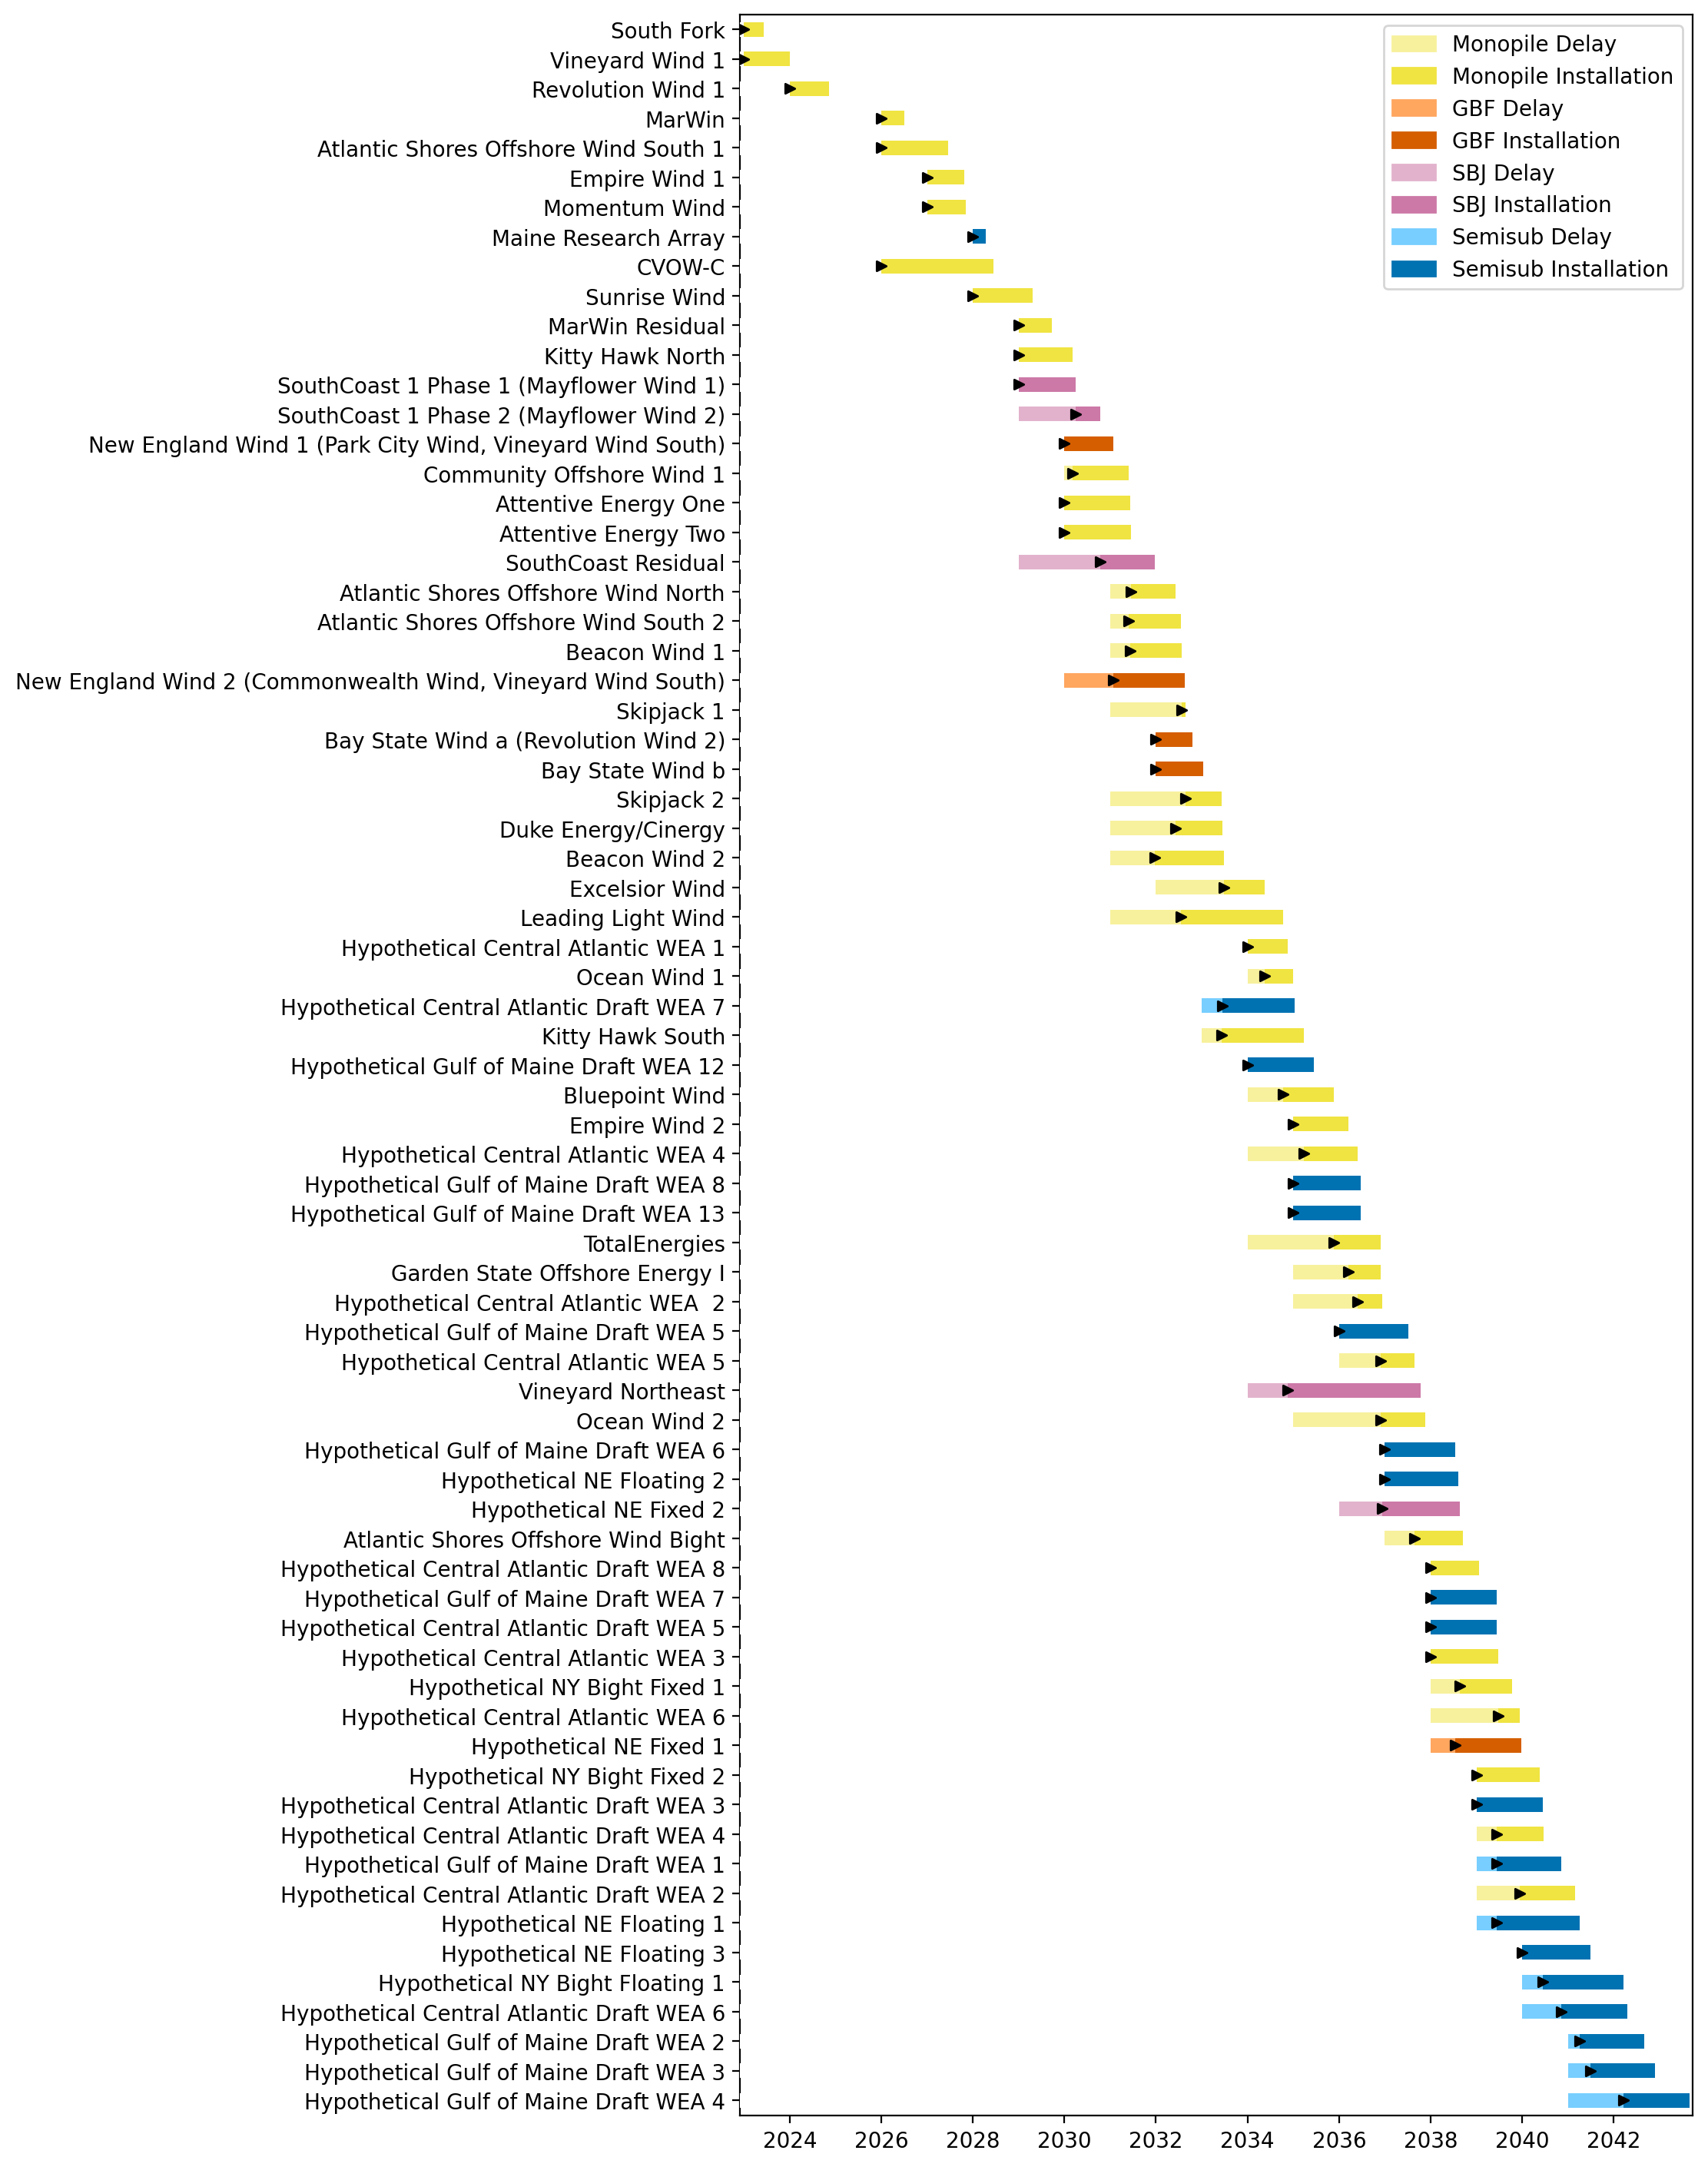 South Fork
Vineyard Wind 1
Revolution Wind 1
MarWin
Atlantic Shores Offshore Wind South 1
Empire Wind 1
Momentum Wind
Maine Research Array
CVOW-C
Sunrise Wind
MarWin Residual
Kitty Hawk North
SouthCoast 1 Phase 1 (Mayflower Wind 1)
SouthCoast 1 Phase 2 (Mayflower Wind 2)
New England Wind 1 (Park City Wind, Vineyard Wind South)
Community Offshore Wind 1
Attentive Energy One
Attentive Energy Two
SouthCoast Residual
Atlantic Shores Offshore Wind North
Atlantic Shores Offshore Wind South 2
Beacon Wind 1
New England Wind 2 (Commonwealth Wind, Vineyard Wind South)
Skipjack 1
Bay State Wind a (Revolution Wind 2)
Bay State Wind b
Skipjack 2
Duke Energy/Cinergy
Beacon Wind 2
Excelsior Wind
Leading Light Wind
Hypothetical Central Atlantic WEA 1
Ocean Wind 1
Hypothetical Central Atlantic Draft WEA 7
Kitty Hawk South
Hypothetical Gulf of Maine Draft WEA 12
Bluepoint Wind
Empire Wind 2
Hypothetical Central Atlantic WEA 4
Hypothetical Gulf of Maine Draft WEA 8
Hypothetical Gulf of Maine Draft WEA 13
TotalEnergies
Garden State Offshore Energy I
Hypothetical Central Atlantic WEA  2
Hypothetical Gulf of Maine Draft WEA 5
Hypothetical Central Atlantic WEA 5
Vineyard Northeast
Ocean Wind 2
Hypothetical Gulf of Maine Draft WEA 6
Hypothetical NE Floating 2
Hypothetical NE Fixed 2
Atlantic Shores Offshore Wind Bight
Hypothetical Central Atlantic Draft WEA 8
Hypothetical Gulf of Maine Draft WEA 7
Hypothetical Central Atlantic Draft WEA 5
Hypothetical Central Atlantic WEA 3
Hypothetical NY Bight Fixed 1
Hypothetical Central Atlantic WEA 6
Hypothetical NE Fixed 1
Hypothetical NY Bight Fixed 2
Hypothetical Central Atlantic Draft WEA 3
Hypothetical Central Atlantic Draft WEA 4
Hypothetical Gulf of Maine Draft WEA 1
Hypothetical Central Atlantic Draft WEA 2
Hypothetical NE Floating 1
Hypothetical NE Floating 3
Hypothetical NY Bight Floating 1
Hypothetical Central Atlantic Draft WEA 6
Hypothetical Gulf of Maine Draft WEA 2
Hypothetical Gulf of Maine Draft WEA 3
Hypothetical Gulf of Maine Draft WEA 4
Monopile Delay
Monopile Installation
GBF Delay
GBF Installation
SBJ Delay
SBJ Installation
Semisub Delay
Semisub Installation
2024 2026 2028 2030 2032 2034 2036 2038 2040 2042